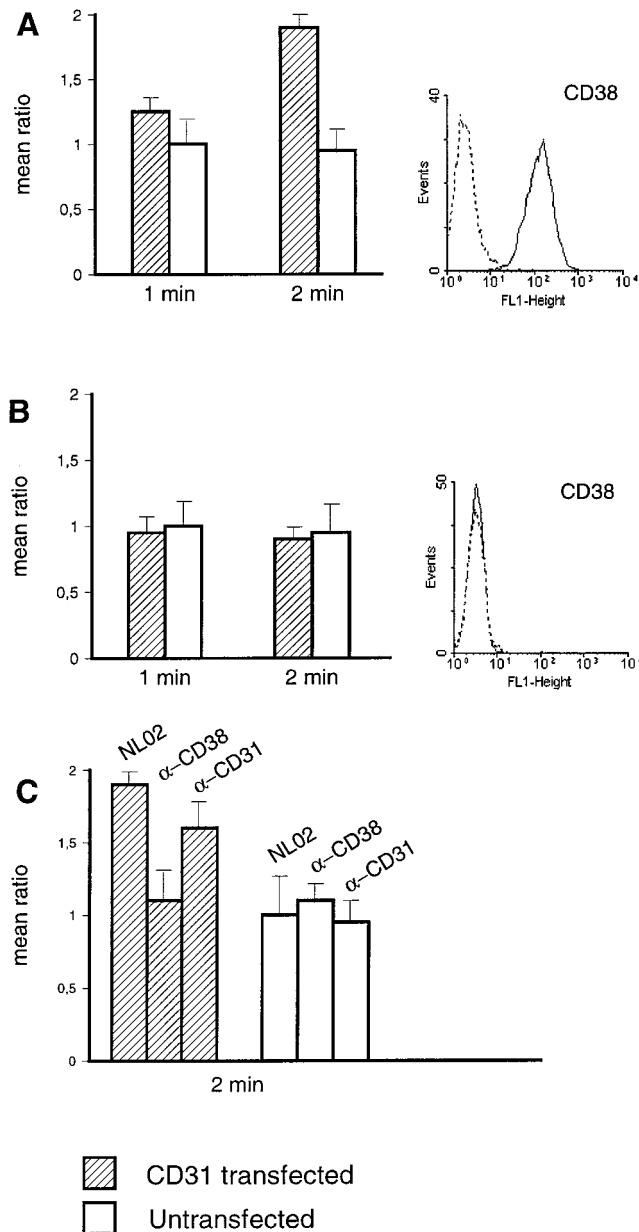 A
mean ratio
2
1,5
1
0,5
0
1 min
2 min
CD38
Events
40
0
10⁰ 10¹ 10² 10³ 10⁴
FL1-Height
B
mean ratio
2
1,5
1
0,5
0
1 min
2 min
CD38
Events
50
0
10⁰ 10¹ 10² 10³ 10
FL1-Height
C
mean ratio
2
1,5
1
0,5
0
NL02
α–CD38
α–CD31
NL02
α–CD38
α–CD31
2 min
CD31 transfected
Untransfected